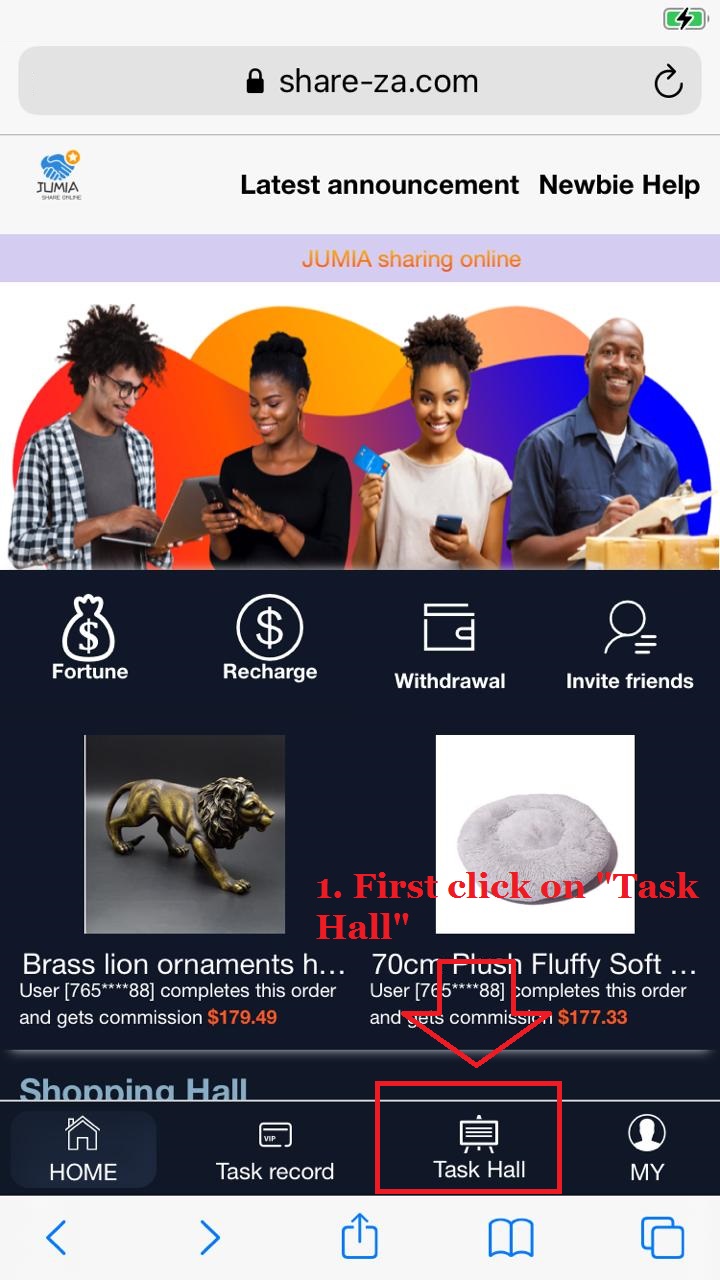 share-za.com
JUMIA
SHARE ONLINE
Latest announcement Newbie Help
JUMIA sharing online
Fortune
Recharge
Withdrawal
Invite friends
1. First click on "Task
Hall"
Brass lion ornaments h...
User [765****88] completes this order
and gets commission $179.49
70cm Plush Fluffy Soft ...
User [765****88] completes this order
and gets commission $177.33
Shopping Hall
HOME
VIP
Task record
Task Hall
MY